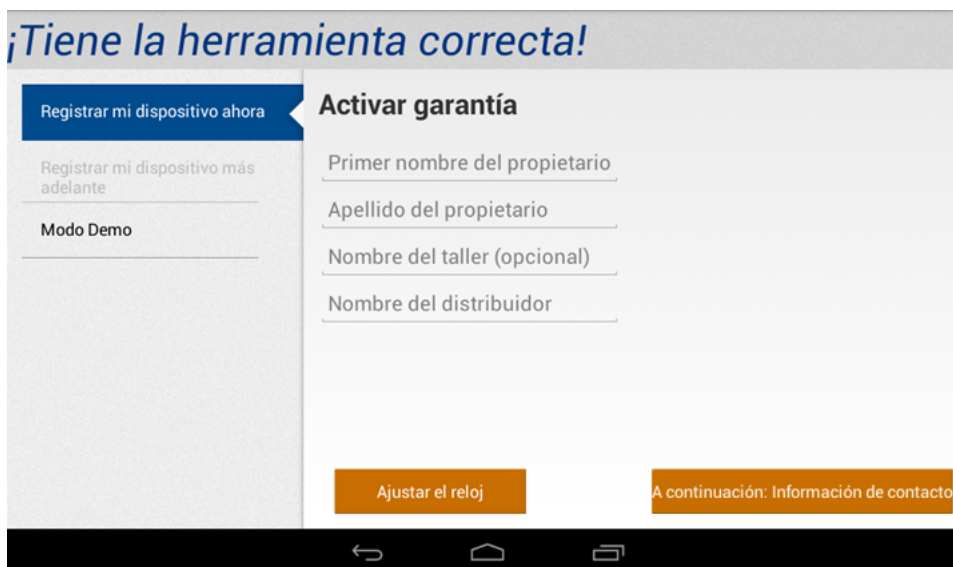 ¡Tiene la herramienta correcta!
Registrar mi dispositivo ahora
Registrar mi dispositivo más
adelante
Modo Demo
Activar garantía
Primer nombre del propietario
Apellido del propietario
Nombre del taller (opcional)
Nombre del distribuidor
Ajustar el reloj
A continuación: Información de contacto